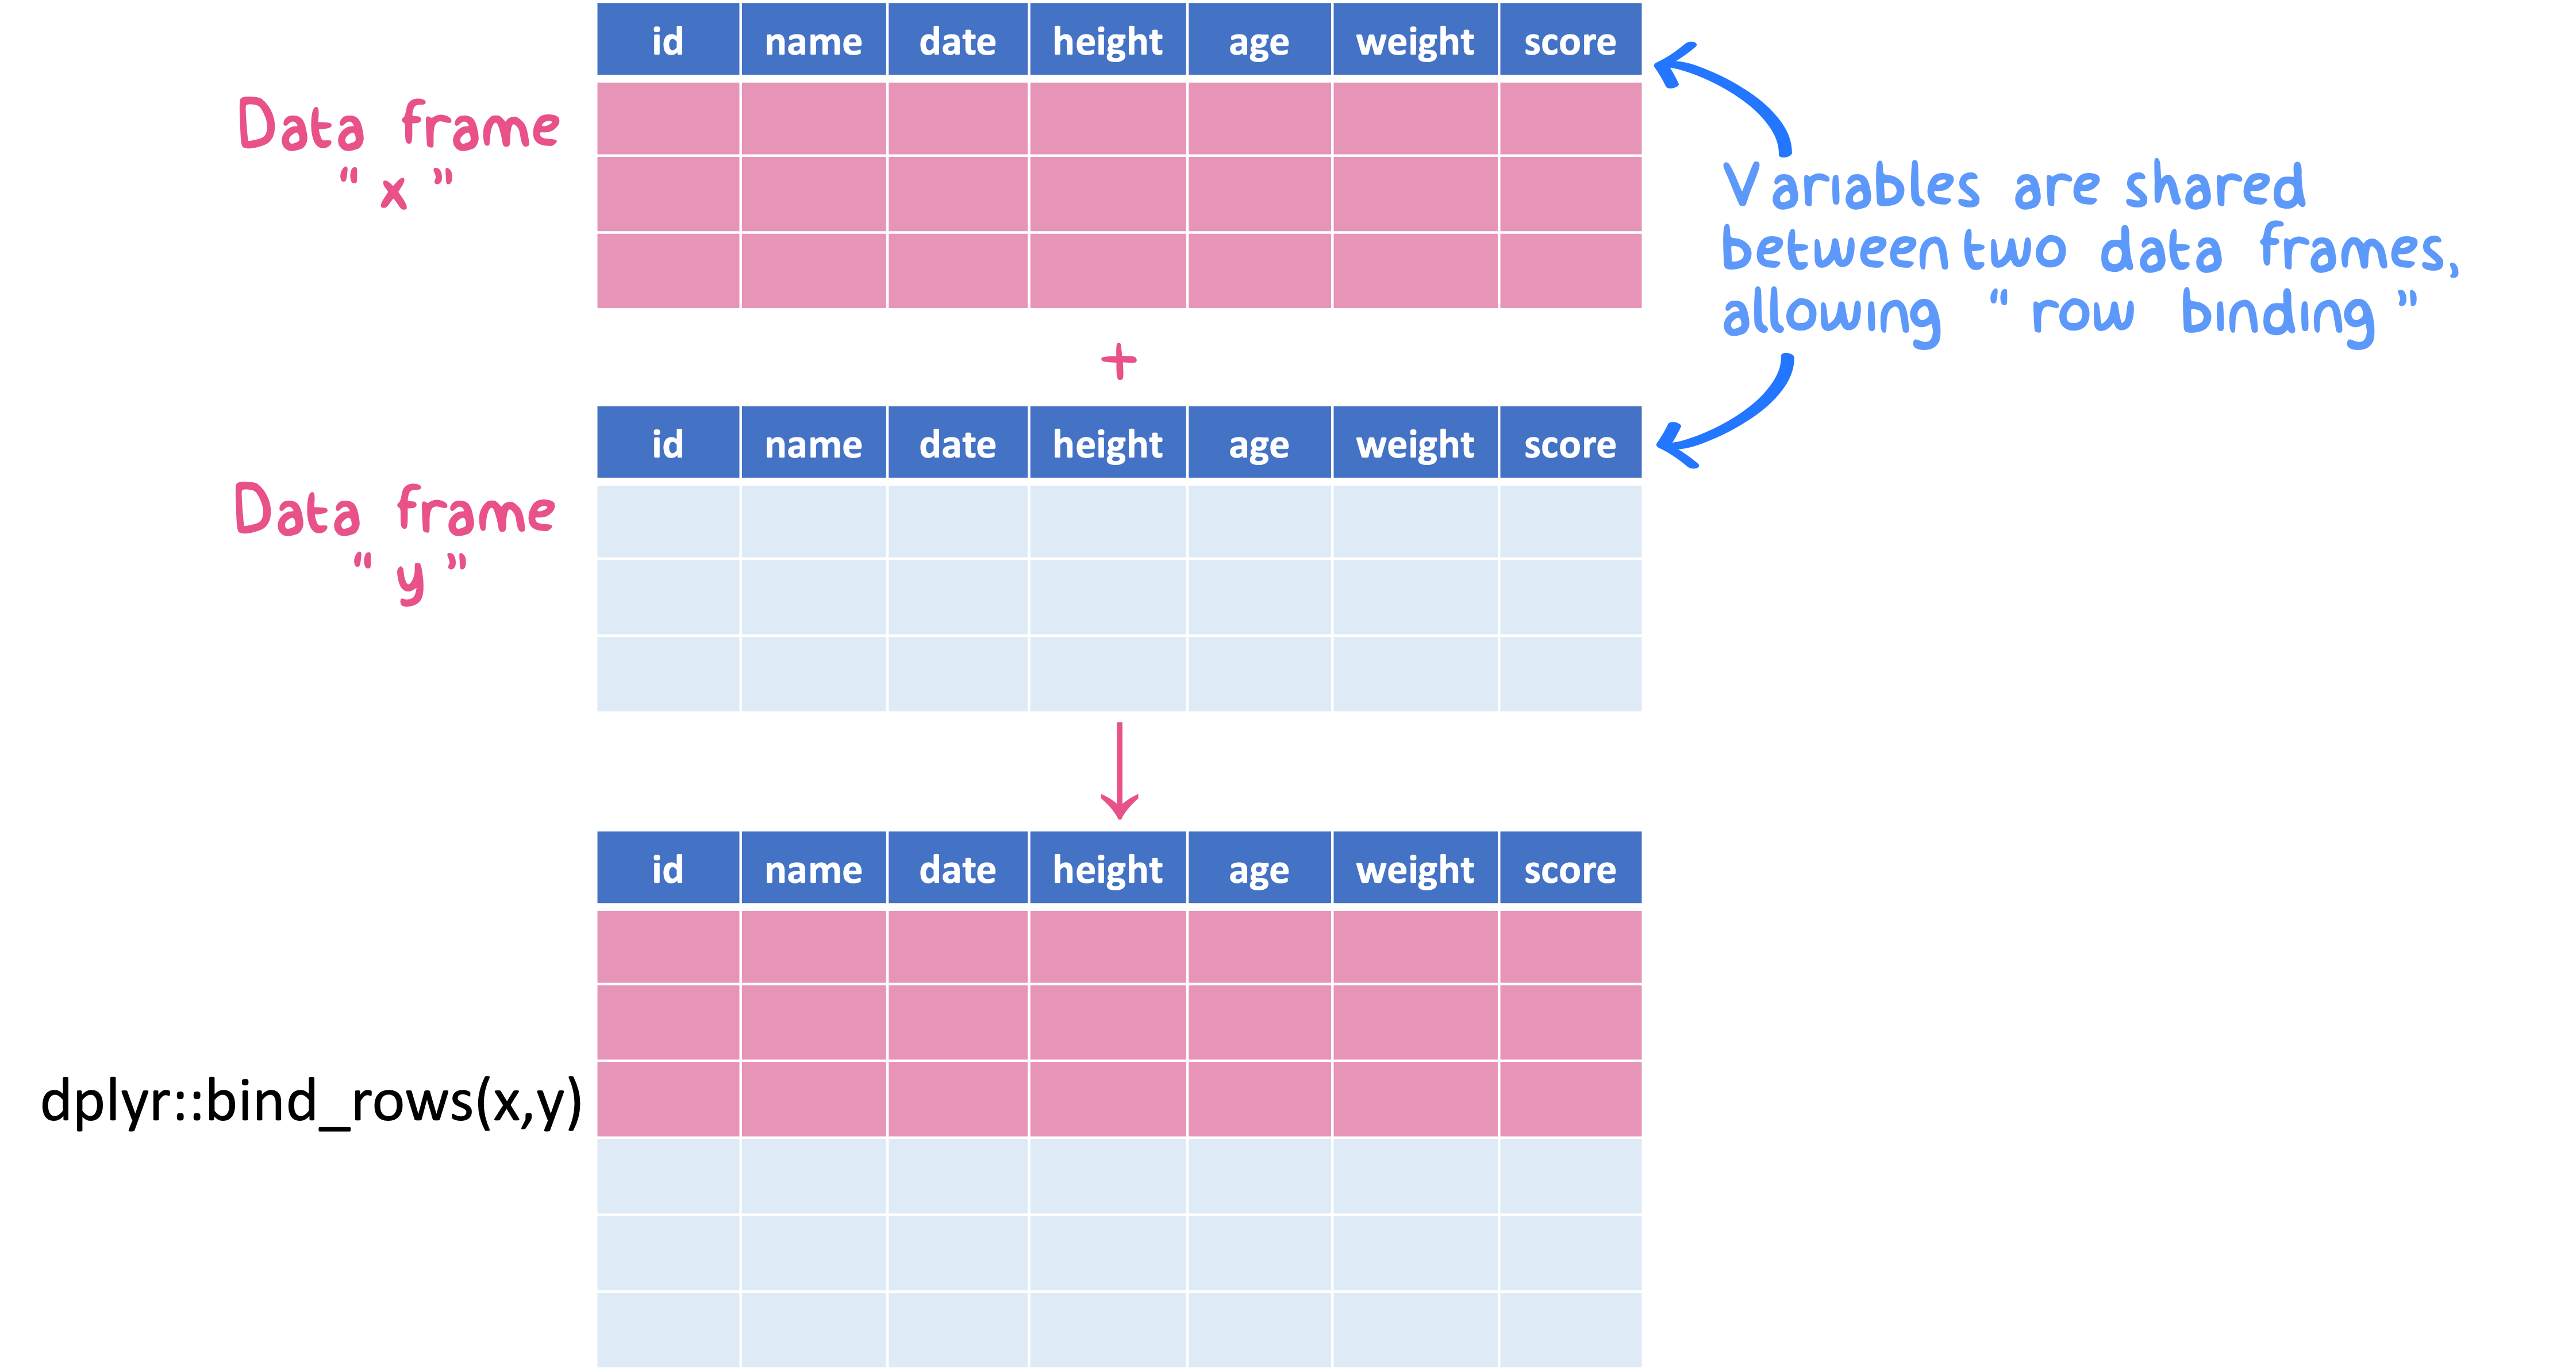 id name date height age weight score
Data frame
“ x ”
Variables are shared
between two data frames,
allowing “ row binding ”
+
id name date height age weight score
Data frame
“ y ”
id name date height age weight score
dplyr::bind_rows(x,y)